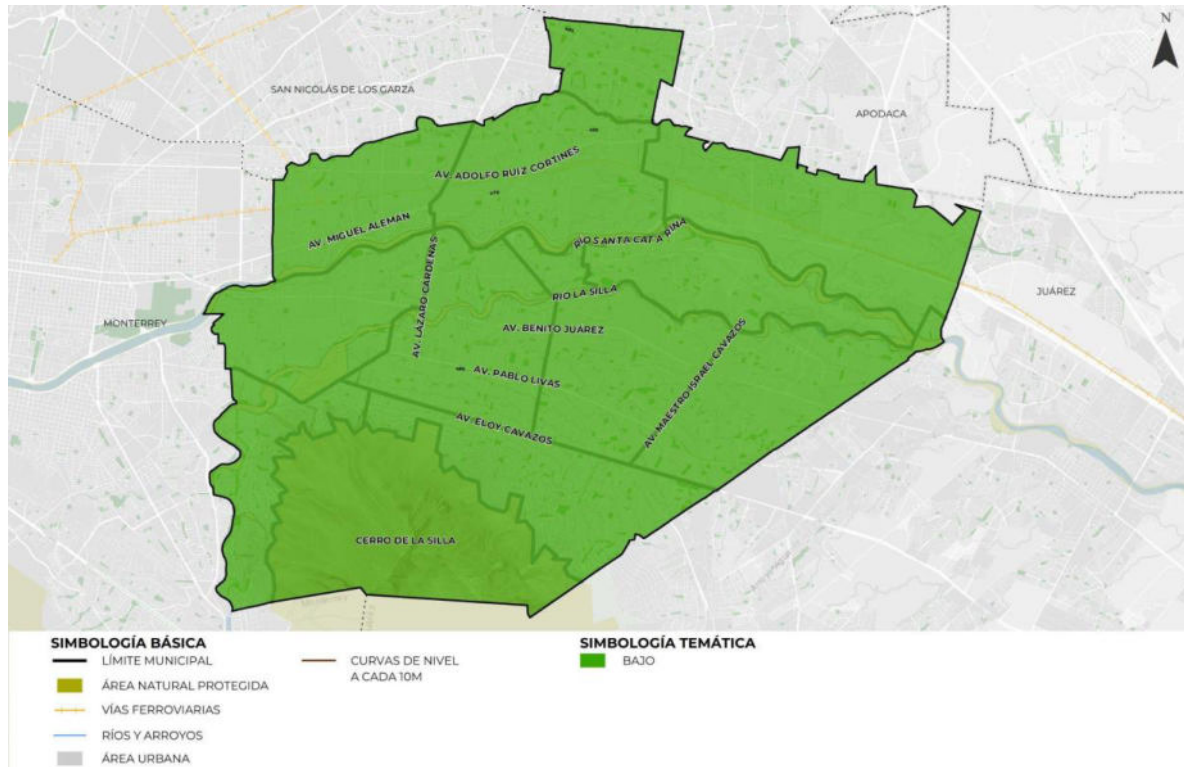 N
SAN NICOLÁS DE LOS GARZA
APODACA
AV. ADOLFO RUIZ CORTINES
AV. MIGUEL ALEMAN
RÍO SANTA CATARINA
AV. LÁZARO CÁRDENAS
RIO LA SILLA
JUÁREZ
MONTERREY
AV. BENITO JUAREZ
AV. MAESTRO ISRAEL CAVAZOS
AV. PABLO LIVAS
AV. ELOY CAVAZOS
CERRO DE LA SILLA
SIMBOLOGÍA BÁSICA
LÍMITE MUNICIPAL
ÁREA NATURAL PROTEGIDA
VÍAS FERROVIARIAS
RÍOS Y ARROYOS
ÁREA URBANA
CURVAS DE NIVEL
A CADA 10M
SIMBOLOGÍA TEMÁTICA
BAJO